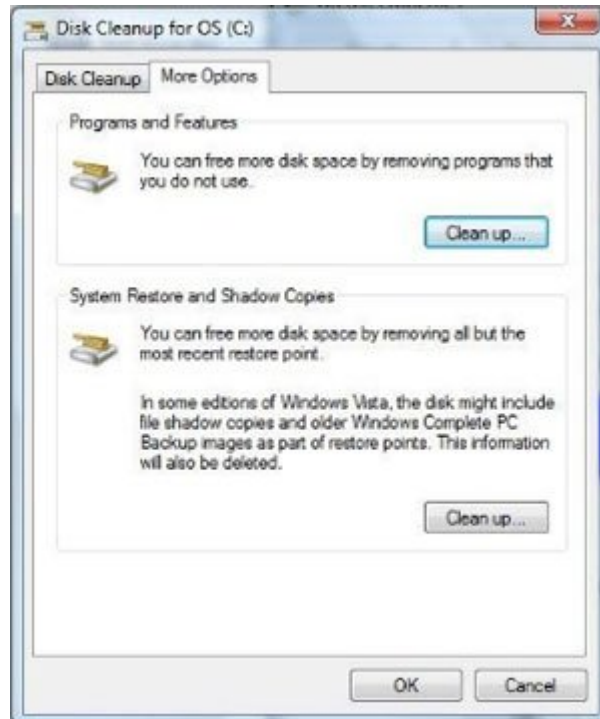 Disk Cleanup for OS (C:)
Disk Cleanup
More Options
Programs and Features
You can free more disk space by removing programs that
you do not use.
Clean up...
System Restore and Shadow Copies
You can free more disk space by removing all but the
most recent restore point.
In some editions of Windows Vista, the disk might include
file shadow copies and older Windows Complete PC
Backup images as part of restore points. This information
will also be deleted.
Clean up...
OK
Cancel